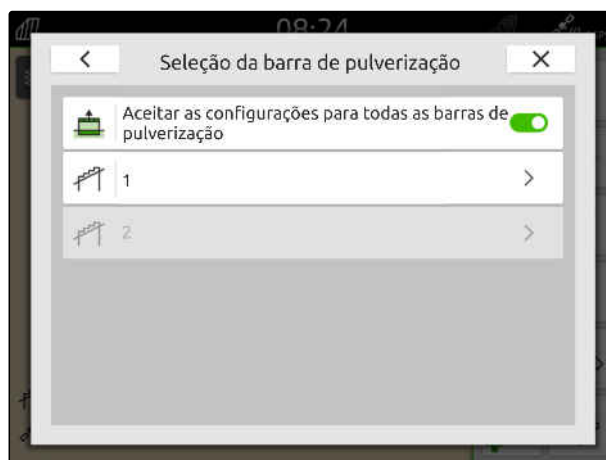 08:24
Seleção da barra de pulverização
Aceitar as configurações para todas as barras de
pulverização
1
2